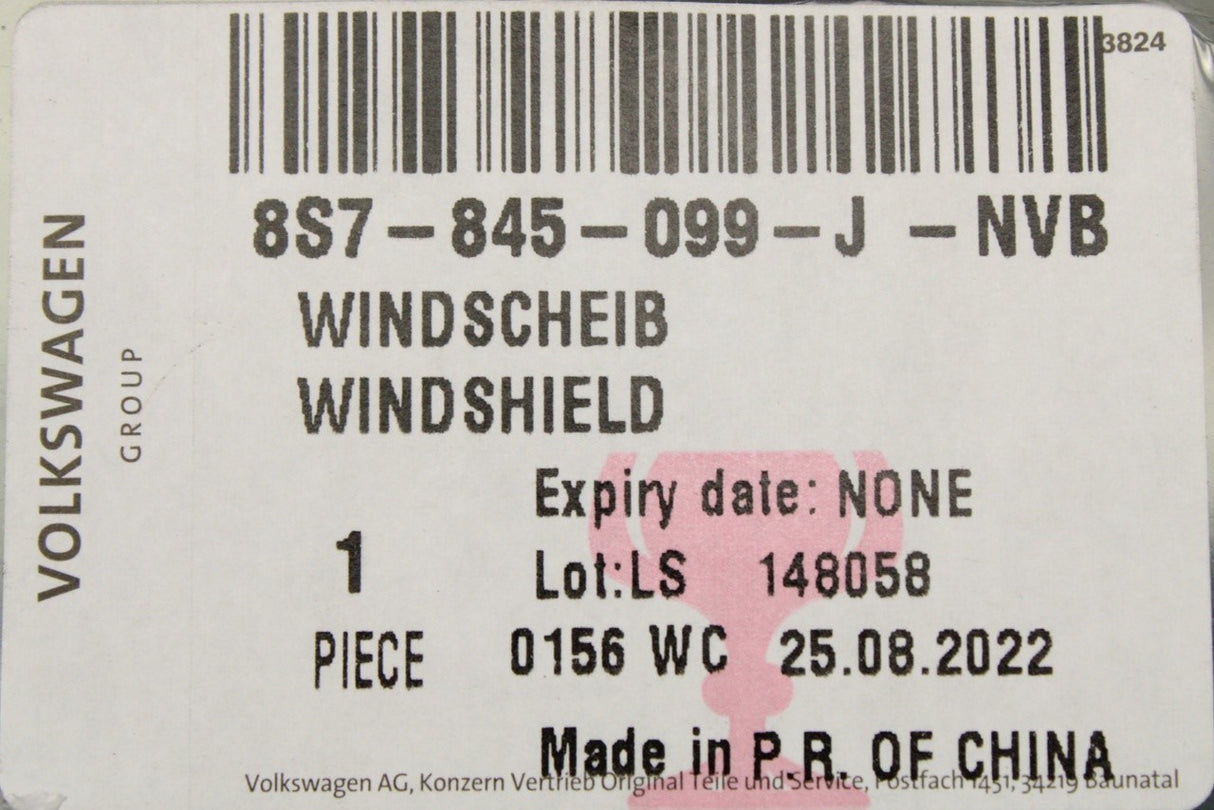 3824
8S7-845-099-J -NVB
WINDSCHEIB
WINDSHIELD
VOLKSWAGEN
GROUP
Expiry date: NONE
1
Lot:LS 148058
PIECE 0156 WC 25.08.2022
Made in P.R. OF CHINA
Volkswagen AG, Konzern Vertrieb Original Teile und Service, Postfach 1451, 34219 Baunatal